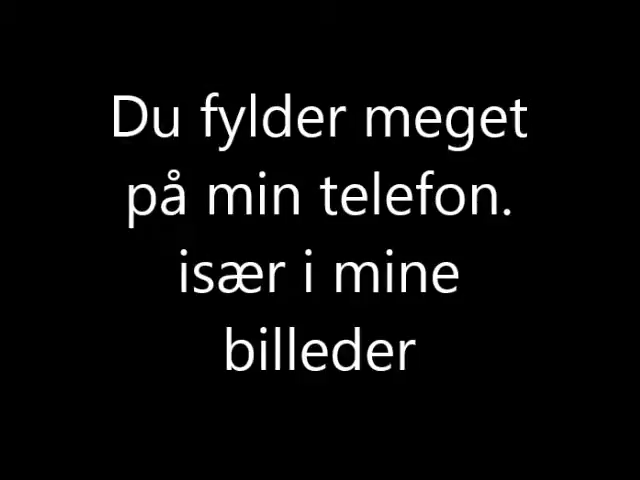 Du fylder meget
på min telefon.
især i mine
billeder